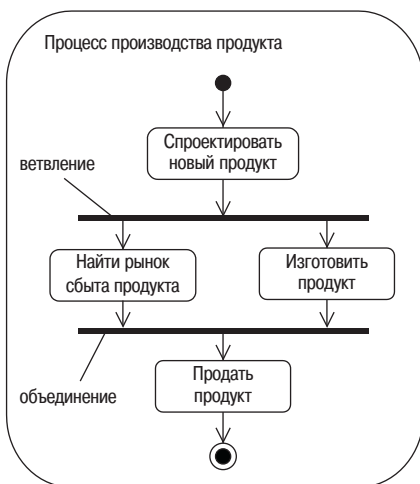 Процесс производства продукта
Спроектировать
новый продукт
ветвление
Найти рынок
сбыта продукта
Изготовить
продукт
Продать
продукт
объединение